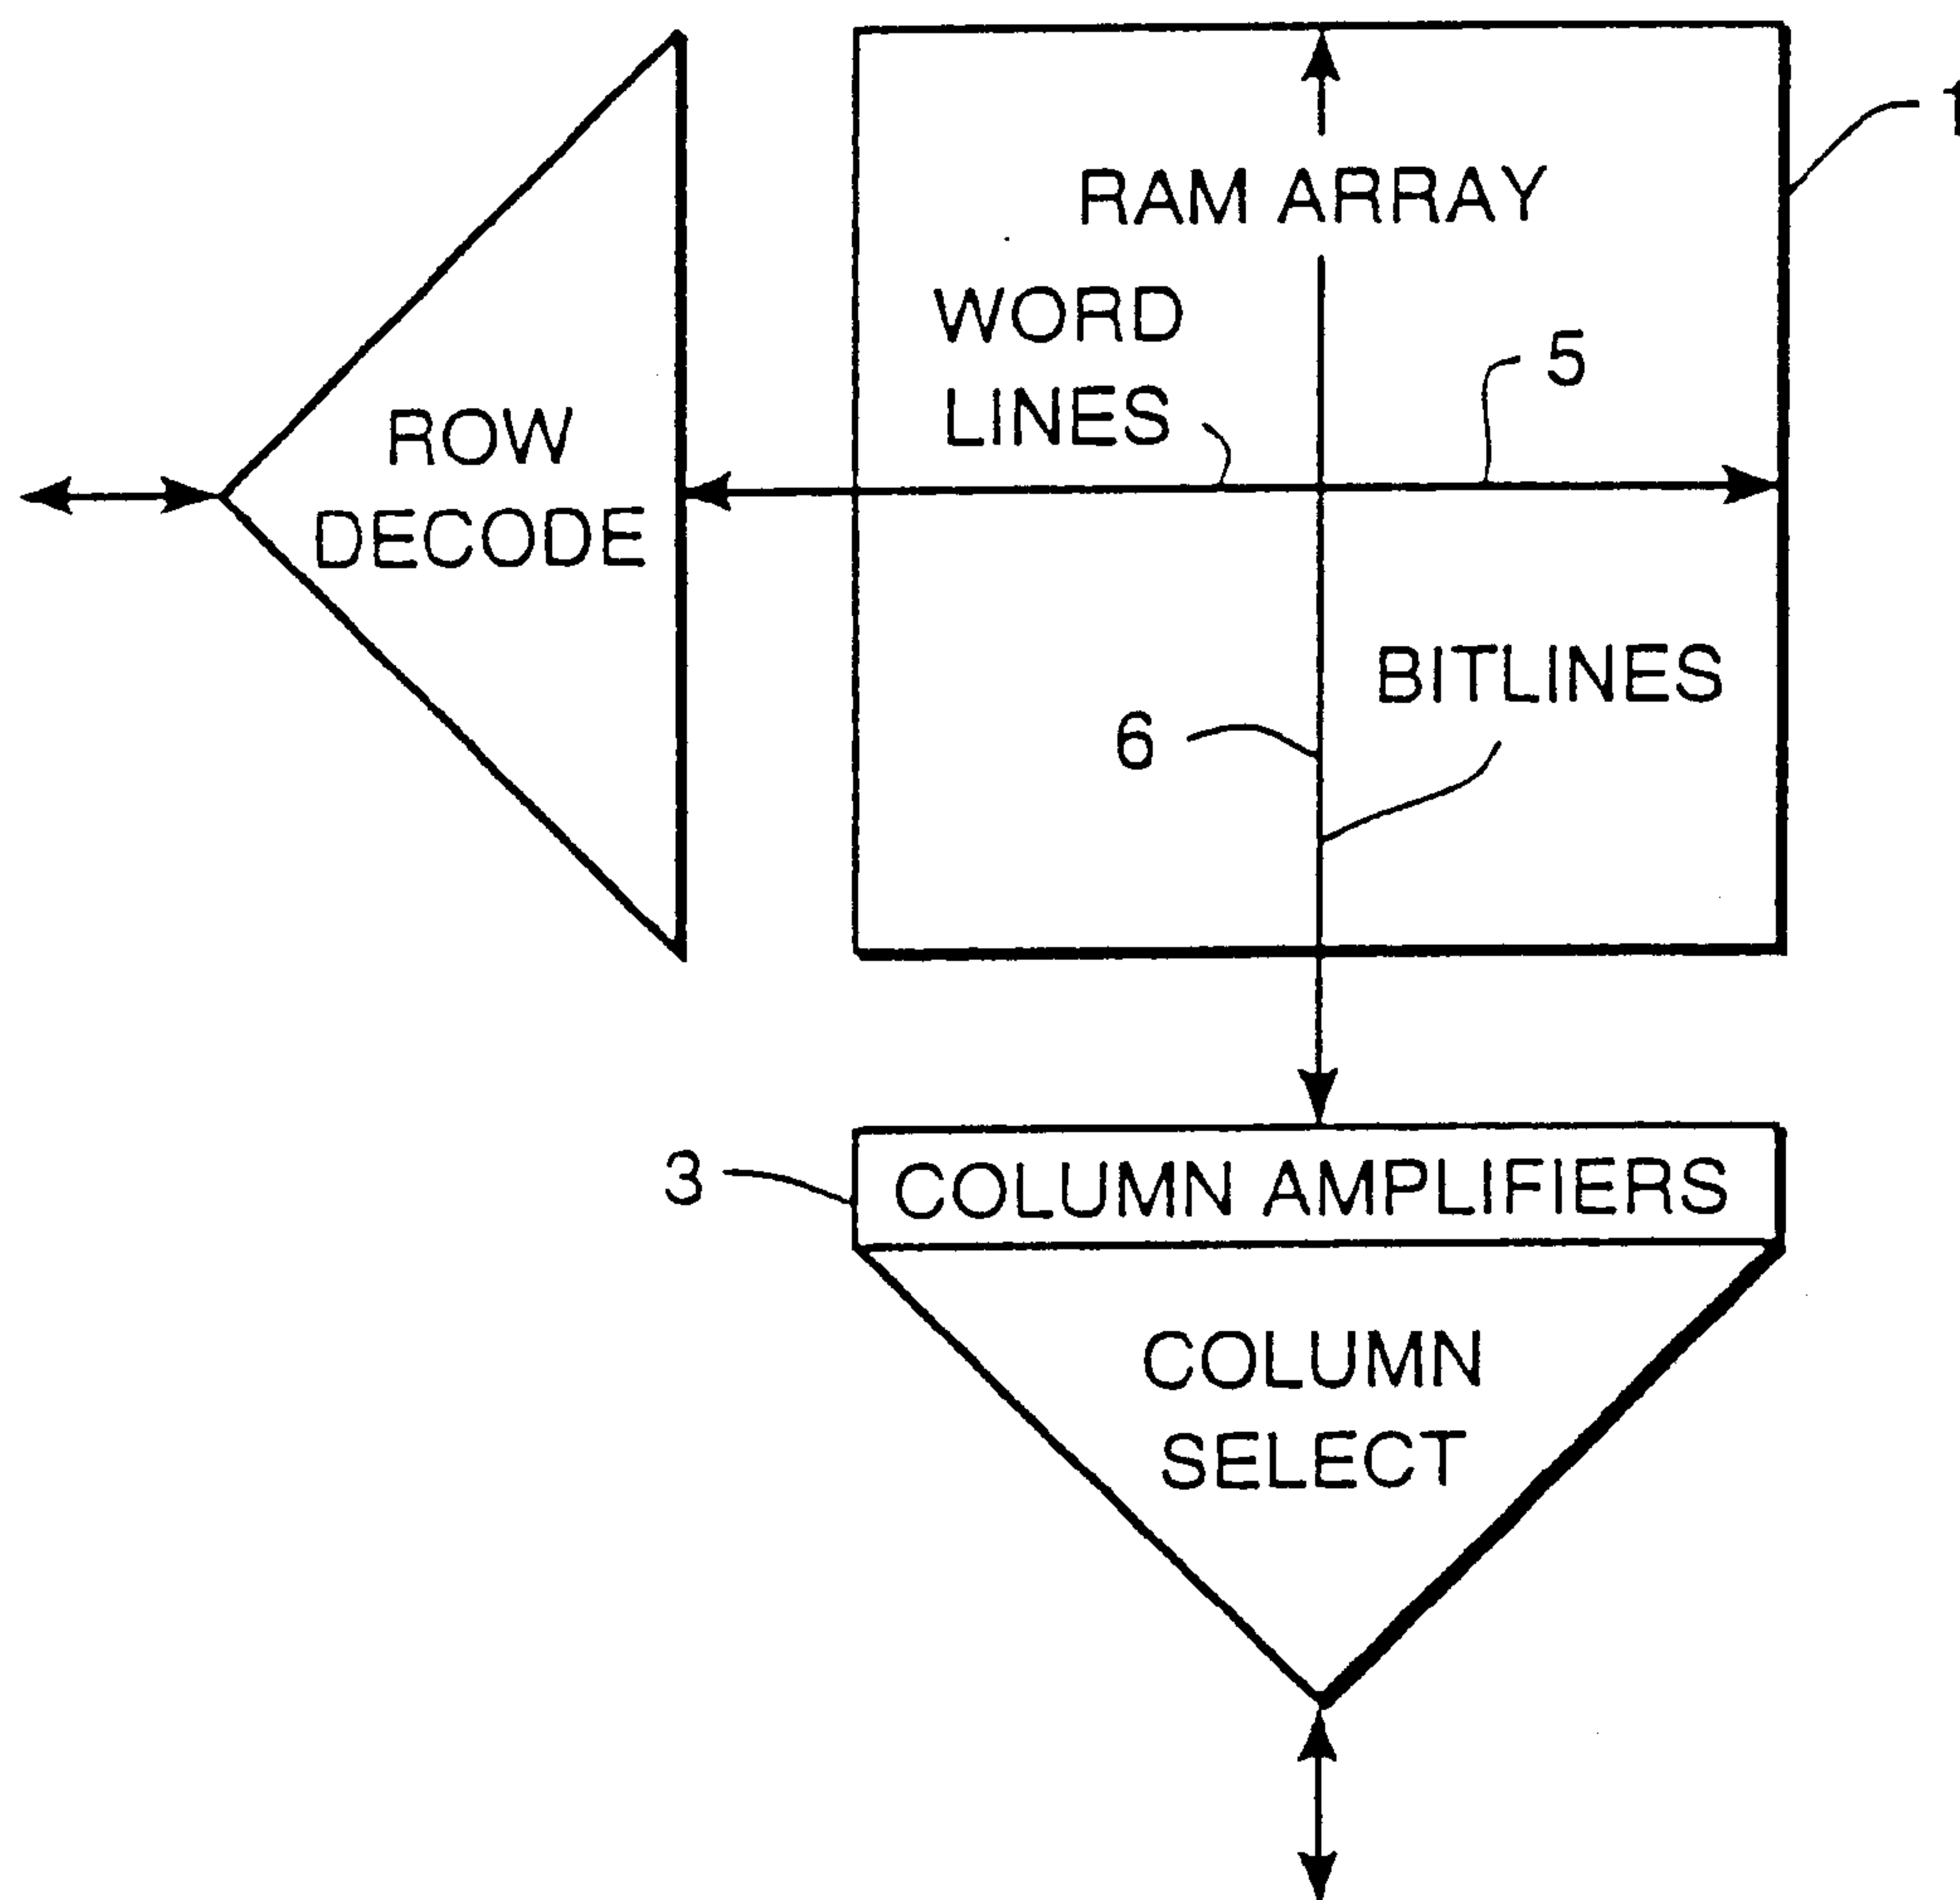 1
RAM ARRAY
WORD
LINES
5
ROW
DECODE
BITLINES
6
3
COLUMN AMPLIFIERS
COLUMN
SELECT